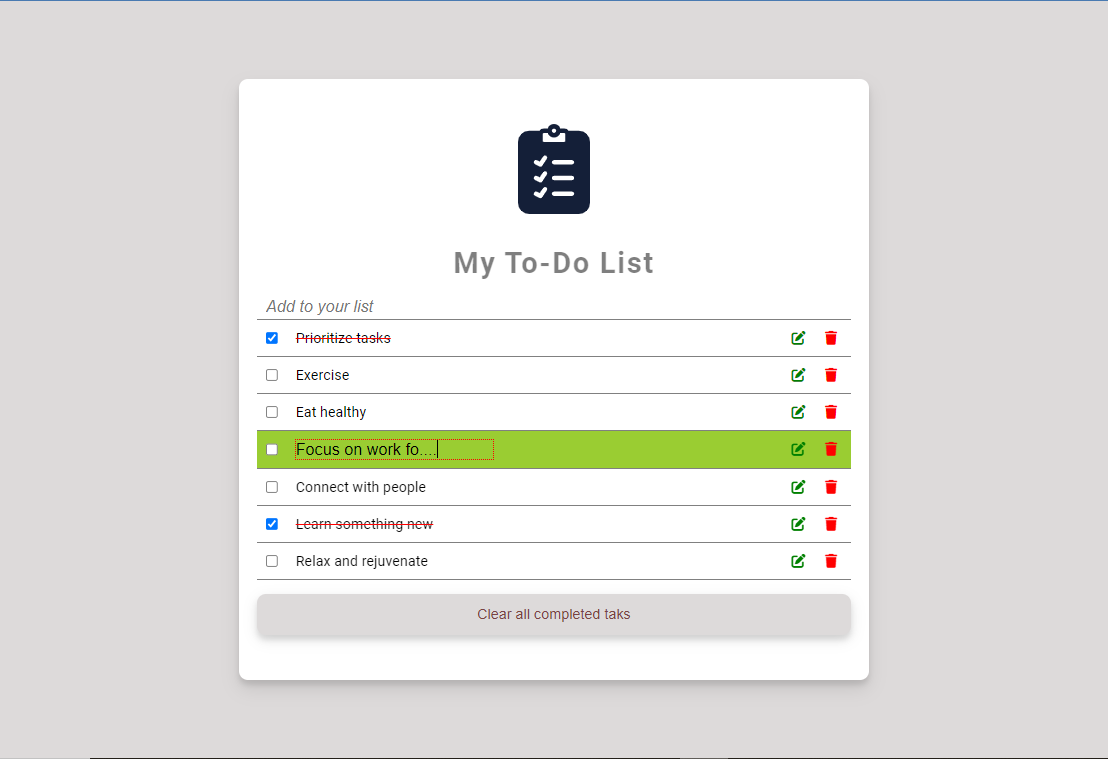 My To-Do List
Add to your list
Prioritize tasks
Exercise
Eat healthy
Focus on work fo....
Connect with people
Learn something new
Relax and rejuvenate
Clear all completed taks